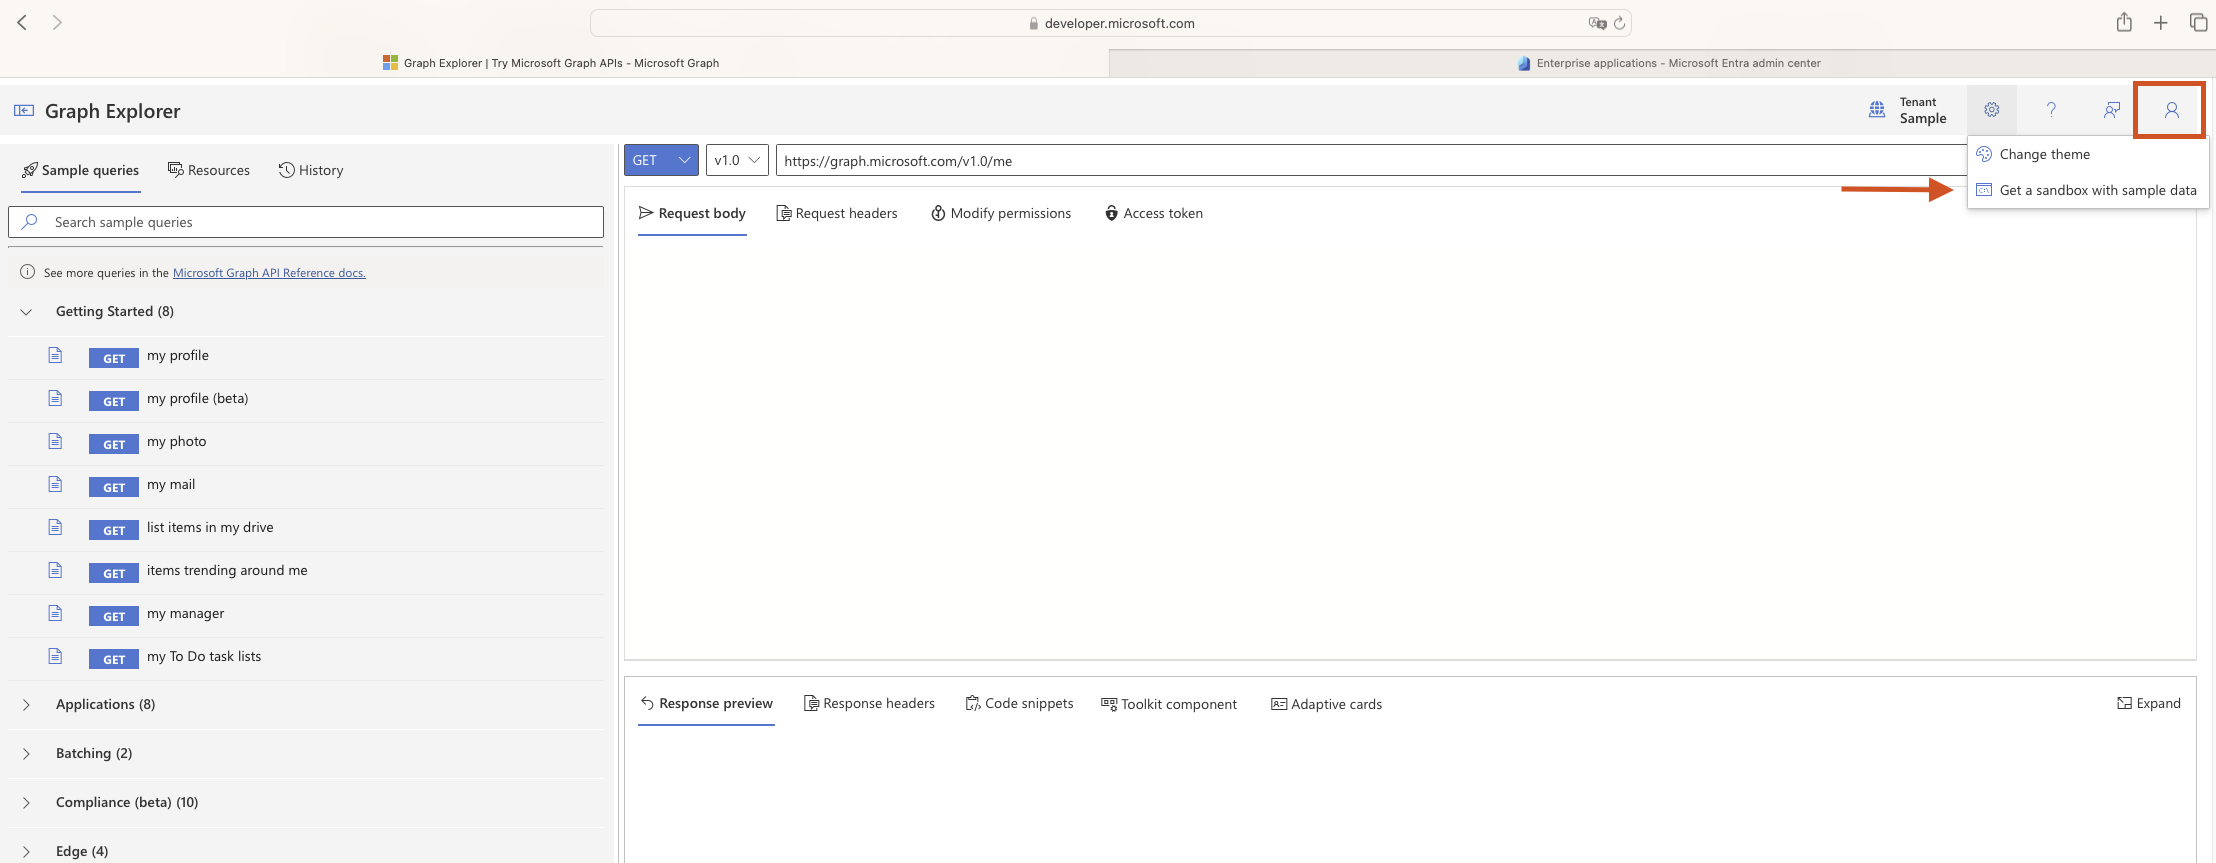 developer.microsoft.com
Graph Explorer | Try Microsoft Graph APIs - Microsoft Graph
Enterprise applications - Microsoft Entra admin center
Graph Explorer
Tenant
Sample
?
Change theme
Get a sandbox with sample data
Sample queries
Resources
History
GET
v1.0
https://graph.microsoft.com/v1.0/me
Search sample queries
Request body
Request headers
Modify permissions
Access token
See more queries in the Microsoft Graph API Reference docs.
Getting Started (8)
GET my profile
GET my profile (beta)
GET my photo
GET my mail
GET list items in my drive
GET items trending around me
GET my manager
GET my To Do task lists
Applications (8)
Batching (2)
Compliance (beta) (10)
Edge (4)
Response preview
Response headers
Code snippets
Toolkit component
Adaptive cards
Expand